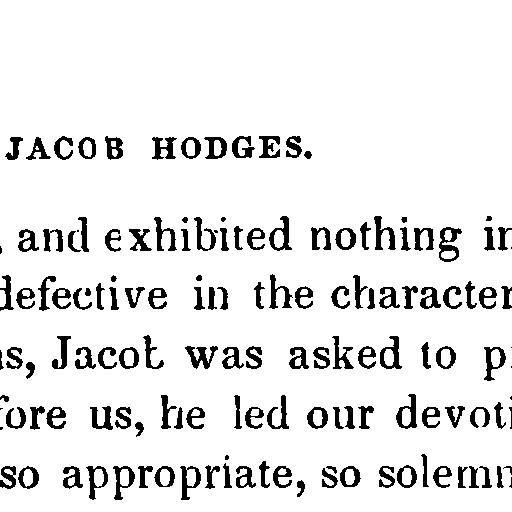 JACOB HODGES.
, and exhibited nothing in
defective in the character
s, Jacob was asked to
fore us, he led our devoti
so appropriate, so solemn